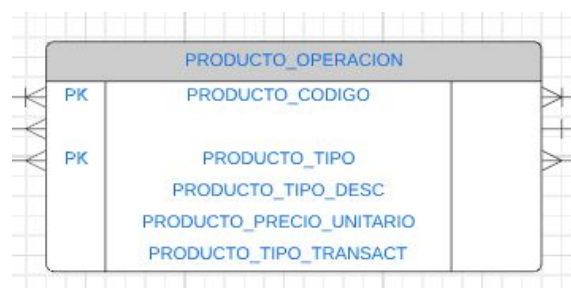 PRODUCTO_OPERACION
PK PRODUCTO_CODIGO
PK PRODUCTO_TIPO
PRODUCTO_TIPO_DESC
PRODUCTO_PRECIO_UNITARIO
PRODUCTO_TIPO_TRANSACT